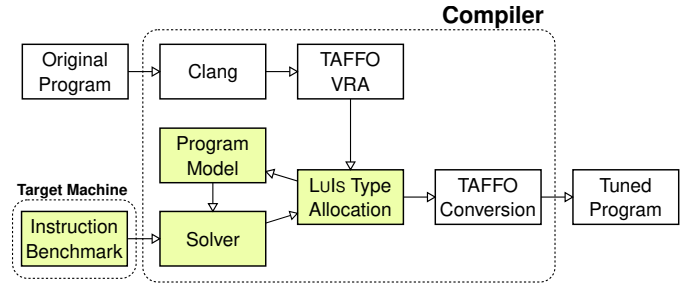 Compiler
Original
Program
Clang
TAFFO
VRA
Program
Model
Target Machine
Instruction
Benchmark
Solver
LUIS Type
Allocation
TAFFO
Conversion
Tuned
Program